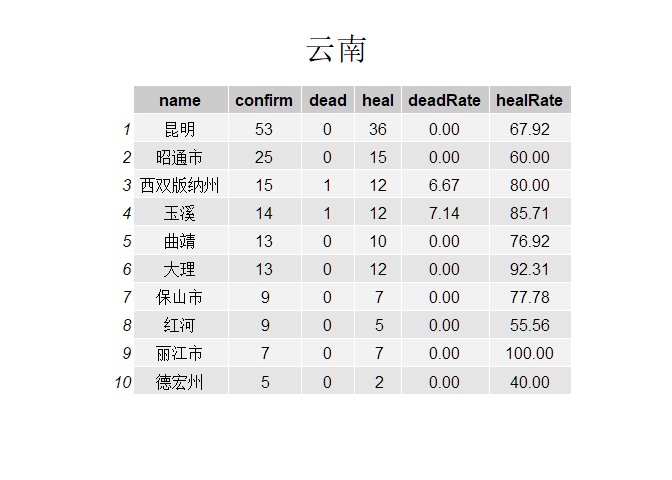 云南
name confirm dead heal deadRate healRate
1 昆明 53 0 36 0.00 67.92
2 昭通市 25 0 15 0.00 60.00
3 西双版纳州 15 1 12 6.67 80.00
4 玉溪 14 1 12 7.14 85.71
5 曲靖 13 0 10 0.00 76.92
6 大理 13 0 12 0.00 92.31
7 保山市 9 0 7 0.00 77.78
8 红河 9 0 5 0.00 55.56
9 丽江市 7 0 7 0.00 100.00
10 德宏州 5 0 2 0.00 40.00